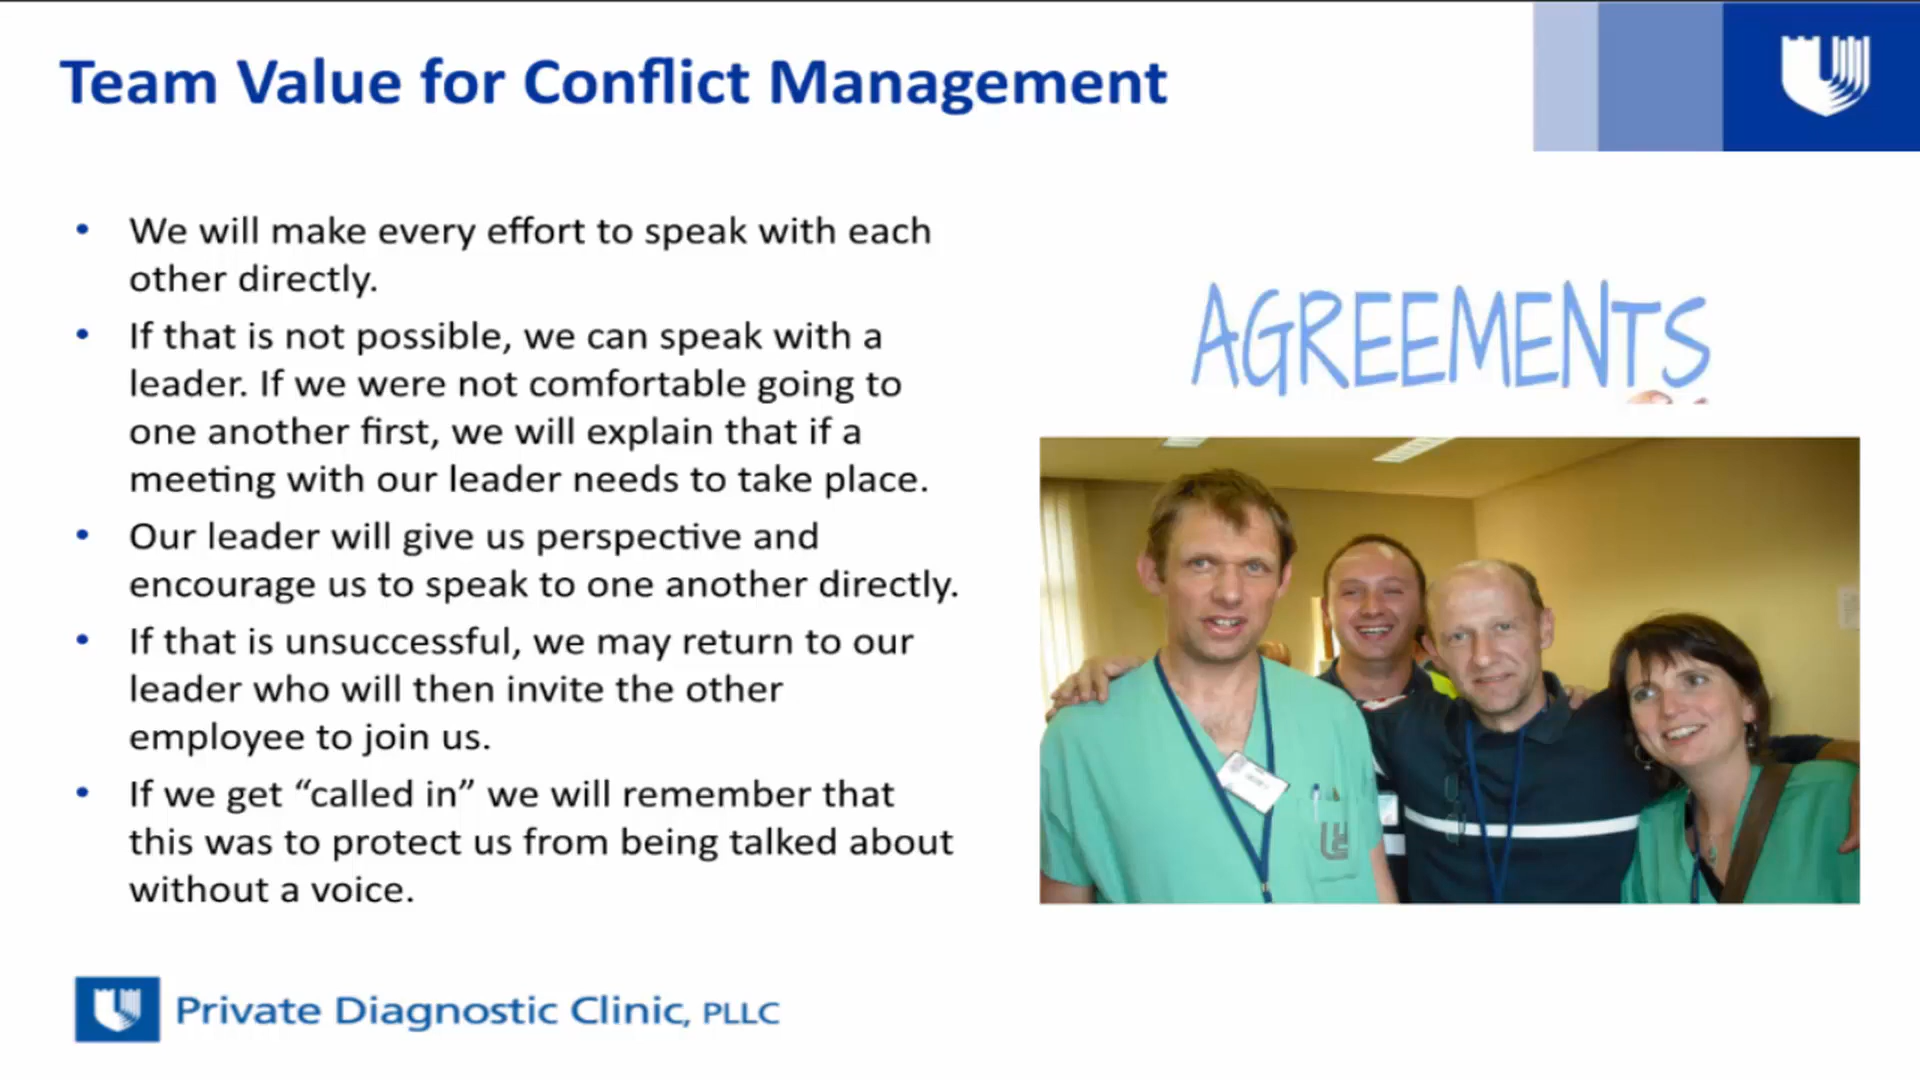 Team Value for Conflict Management
• We will make every effort to speak with each
other directly.
• If that is not possible, we can speak with a
leader. If we were not comfortable going to
one another first, we will explain that if a
meeting with our leader needs to take place.
• Our leader will give us perspective and
encourage us to speak to one another directly.
• If that is unsuccessful, we may return to our
leader who will then invite the other
employee to join us.
• If we get “called in” we will remember that
this was to protect us from being talked about
without a voice.
AGREEMENTS
Private Diagnostic Clinic, PLLC